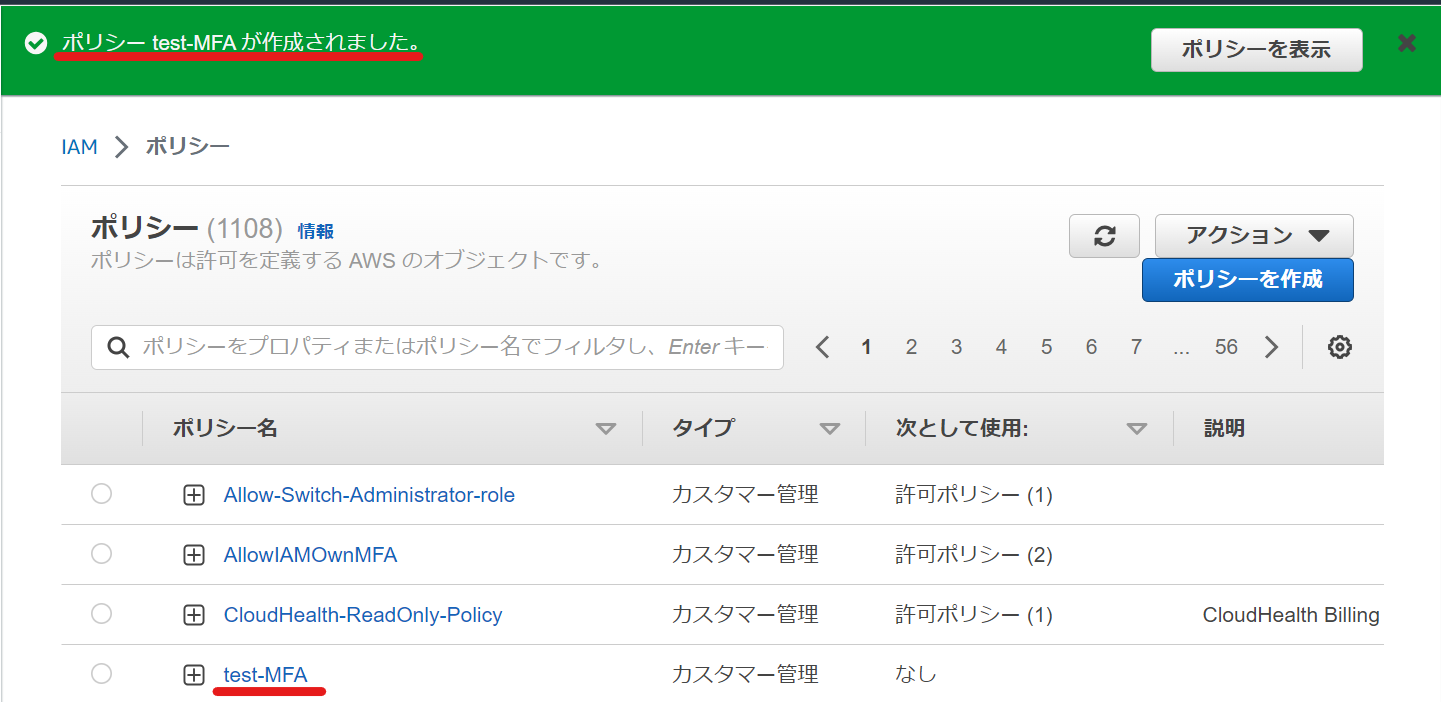 ポリシー test-MFA が作成されました。 ポリシーを表示
IAM ポリシー
ポリシー (1108) 情報
アクション
ポリシーは許可を定義する AWS のオブジェクトです。
ポリシーを作成
ポリシーをプロパティまたはポリシー名でフィルタし、Enter キー 1 2 3 4 5 6 7 ... 56
ポリシー名 タイプ 次として使用: 説明
Allow-Switch-Administrator-role カスタマー管理 許可ポリシー (1)
AllowIAMOwnMFA カスタマー管理 許可ポリシー (2)
CloudHealth-ReadOnly-Policy カスタマー管理 許可ポリシー (1) CloudHealth Billing
test-MFA カスタマー管理 なし